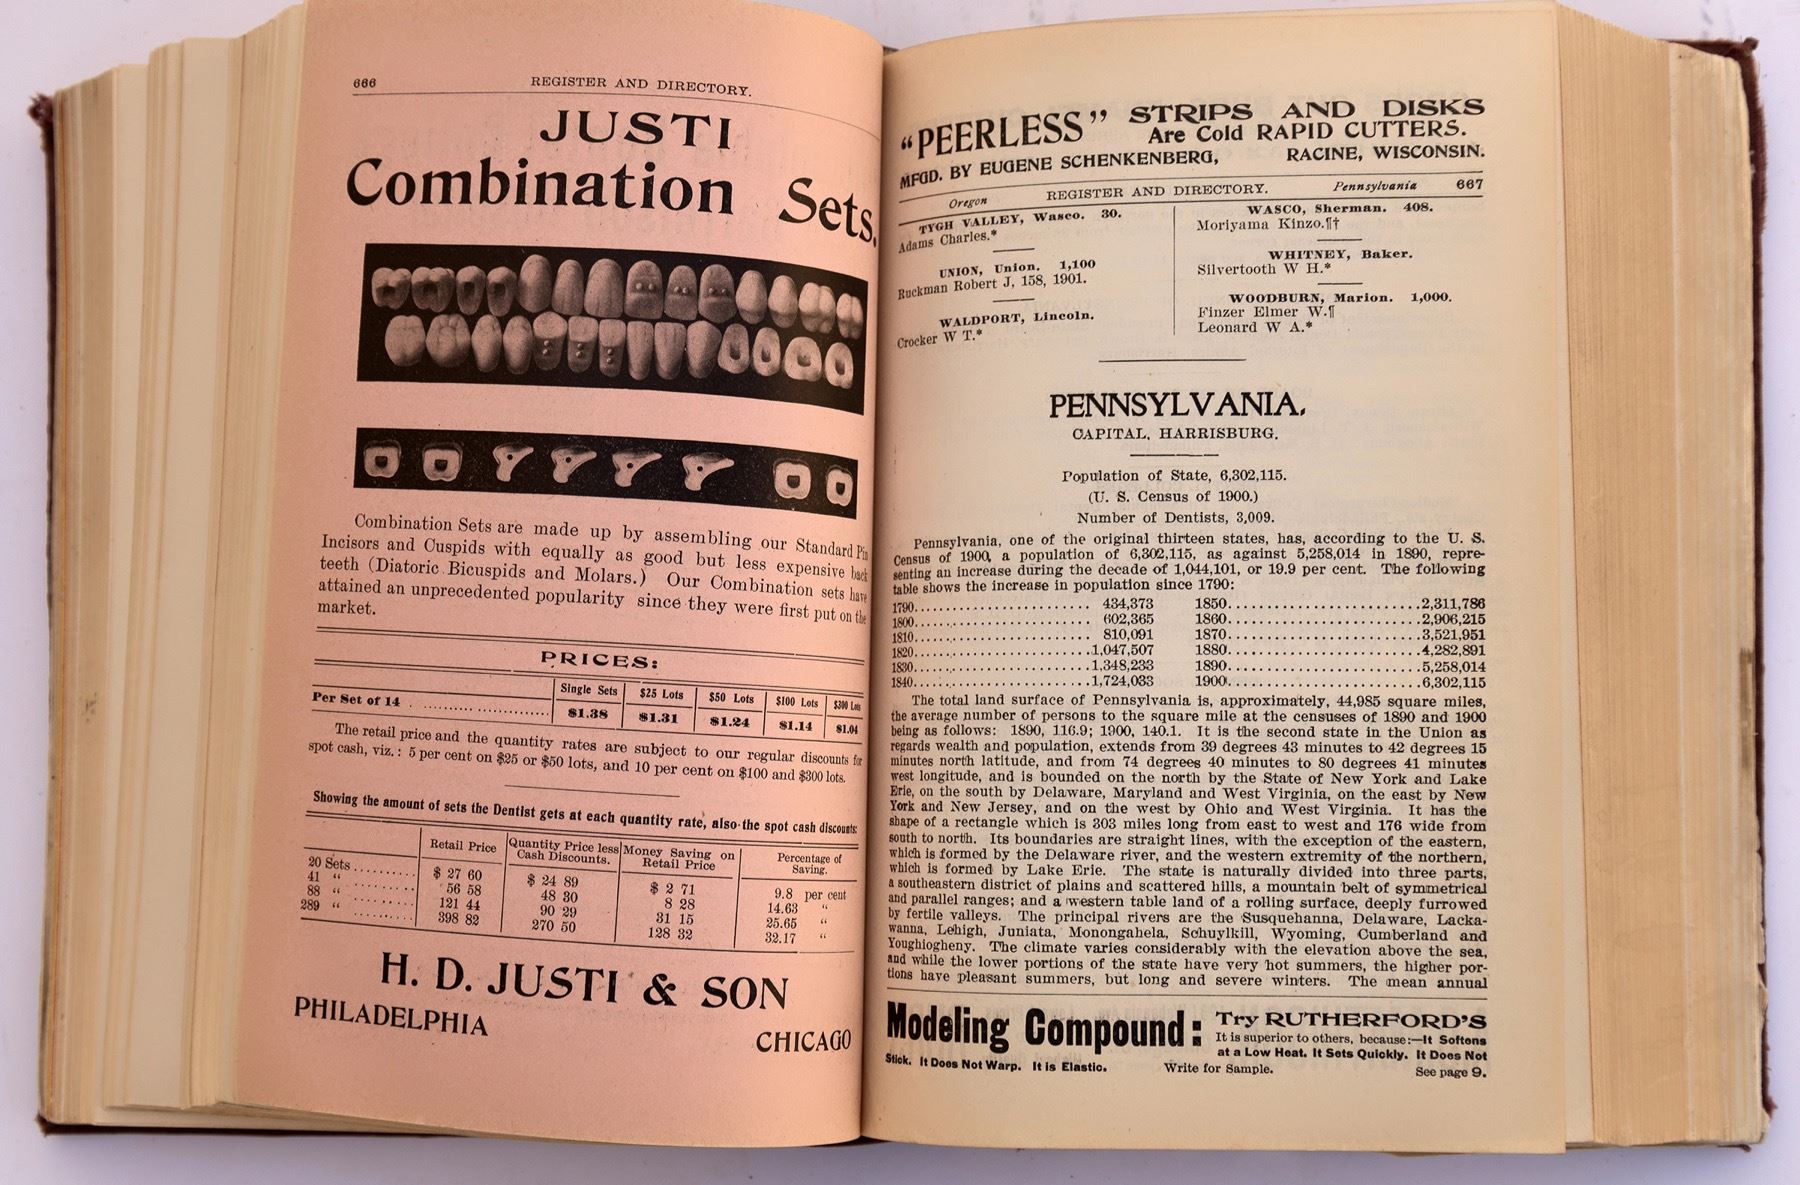 666 REGISTER AND DIRECTORY.
JUSTI
Combination Sets.
Combination Sets are made up by assembling our Standard Pin
Incisors and Cuspids with equally as good but less expensive back
teeth (Diatoric Bicuspids and Molars.) Our Combination sets have
attained an unprecedented popularity since they were first put on the
market.
PRICES:
Single Sets $25 Lots $50 Lots $100 Lots $300 Lots
Per Set of 14 $1.38 $1.31 $1.24 $1.14 $1.04
The retail price and the quantity rates are subject to our regular discounts for
spot cash, viz.: 5 per cent on $25 or $50 lots, and 10 per cent on $100 and $300 lots.
Showing the amount of sets the Dentist gets at each quantity rate, also the spot cash discounts:
Retail Price Quantity Price less Cash Discounts. Money Saving on Retail Price Percentage of Saving.
20 Sets.......... $ 27 60 $ 24 89 $ 2 71 9.8 per cent
41 “ .......... 56 58 48 30 8 28 14.63 “
88 “ .......... 121 44 90 29 31 15 25.65 “
289 “ .......... 398 82 270 50 128 32 32.17 “
H. D. JUSTI & SON
PHILADELPHIA CHICAGO
“PEERLESS” STRIPS AND DISKS
Are Cold RAPID CUTTERS.
MFGD. BY EUGENE SCHENKENBERG, RACINE, WISCONSIN.
Oregon REGISTER AND DIRECTORY. Pennsylvania 667
TYGH VALLEY, Wasco. 30.
Adams Charles.*
UNION, Union. 1,100
Ruckman Robert J, 158, 1901.
WALDPORT, Lincoln.
Crocker W T.*
WASCO, Sherman. 408.
Moriyama Kinzo.¶†
WHITNEY, Baker.
Silvertooth W H.*
WOODBURN, Marion. 1,000.
Finzer Elmer W.¶
Leonard W A.*
PENNSYLVANIA.
CAPITAL, HARRISBURG.
Population of State, 6,302,115.
(U. S. Census of 1900.)
Number of Dentists, 3,009.
Pennsylvania, one of the original thirteen states, has, according to the U. S.
Census of 1900, a population of 6,302,115, as against 5,258,014 in 1890, repre-
senting an increase during the decade of 1,044,101, or 19.9 per cent. The following
table shows the increase in population since 1790:
1790.......................... 434,373 1850..........................2,311,786
1800.......................... 602,365 1860..........................2,906,215
1810.......................... 810,091 1870..........................3,521,951
1820..........................1,047,507 1880..........................4,282,891
1830..........................1,348,233 1890..........................5,258,014
1840..........................1,724,033 1900..........................6,302,115
The total land surface of Pennsylvania is, approximately, 44,985 square miles,
the average number of persons to the square mile at the censuses of 1890 and 1900
being as follows: 1890, 116.9; 1900, 140.1. It is the second state in the Union as
regards wealth and population, extends from 39 degrees 43 minutes to 42 degrees 15
minutes north latitude, and from 74 degrees 40 minutes to 80 degrees 41 minutes
west longitude, and is bounded on the north by the State of New York and Lake
Erie, on the south by Delaware, Maryland and West Virginia, on the east by New
York and New Jersey, and on the west by Ohio and West Virginia. It has the
shape of a rectangle which is 303 miles long from east to west and 176 wide from
south to north. Its boundaries are straight lines, with the exception of the eastern,
which is formed by the Delaware river, and the western extremity of the northern,
which is formed by Lake Erie. The state is naturally divided into three parts,
a southeastern district of plains and scattered hills, a mountain belt of symmetrical
and parallel ranges; and a western table land of a rolling surface, deeply furrowed
by fertile valleys. The principal rivers are the Susquehanna, Delaware, Lacka-
wanna, Lehigh, Juniata, Monongahela, Schuylkill, Wyoming, Cumberland and
Youghiogheny. The climate varies considerably with the elevation above the sea,
and while the lower portions of the state have very hot summers, the higher por-
tions have pleasant summers, but long and severe winters. The mean annual
Modeling Compound: Try RUTHERFORD'S
It is superior to others, because:—It Softens
at a Low Heat. It Sets Quickly. It Does Not
Stick. It Does Not Warp. It is Elastic. Write for Sample. See page 9.